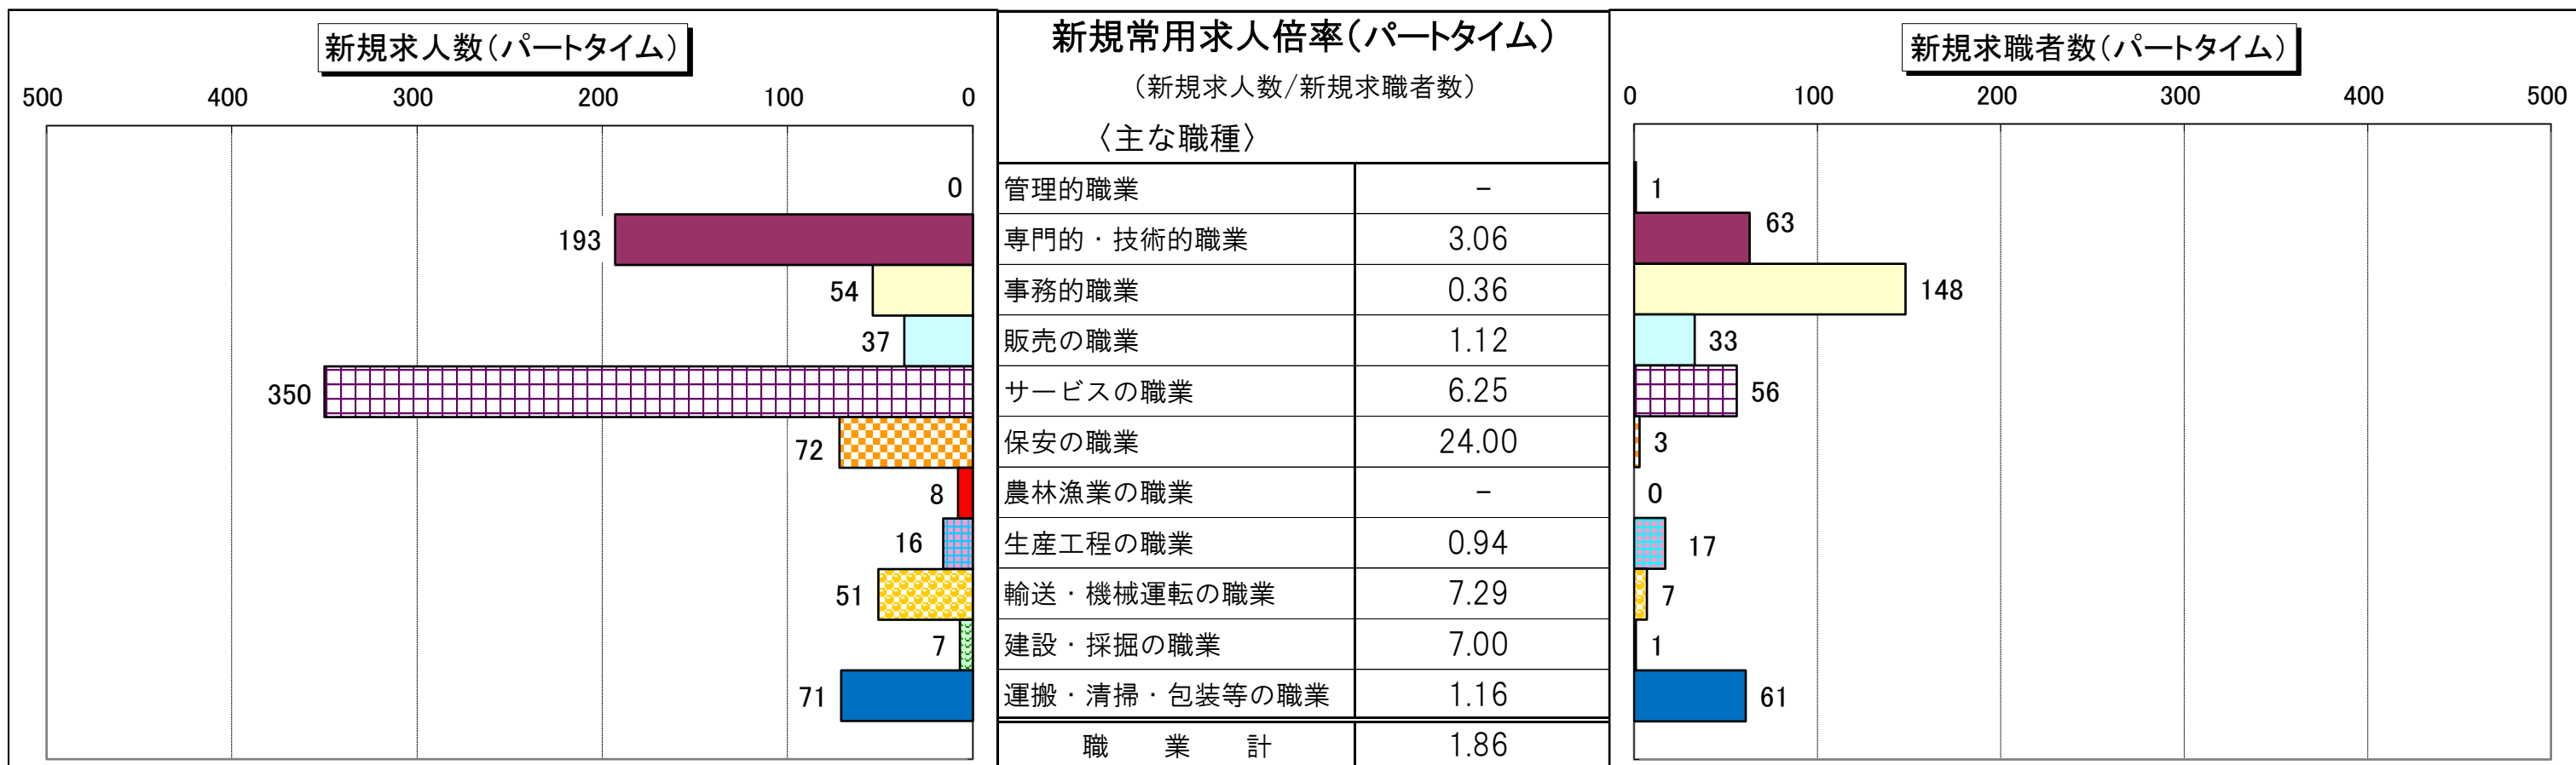 新規求人数(パートタイム)
500 400 300 200 100 0
新規常用求人倍率(パートタイム)
(新規求人数/新規求職者数)
〈主な職種〉
新規求職者数(パートタイム)
0 100 200 300 400 500
0 管理的職業 － 1
193 専門的・技術的職業 3.06 63
54 事務的職業 0.36 148
37 販売の職業 1.12 33
350 サービスの職業 6.25 56
72 保安の職業 24.00 3
8 農林漁業の職業 － 0
16 生産工程の職業 0.94 17
51 輸送・機械運転の職業 7.29 7
7 建設・採掘の職業 7.00 1
71 運搬・清掃・包装等の職業 1.16 61
職 業 計 1.86